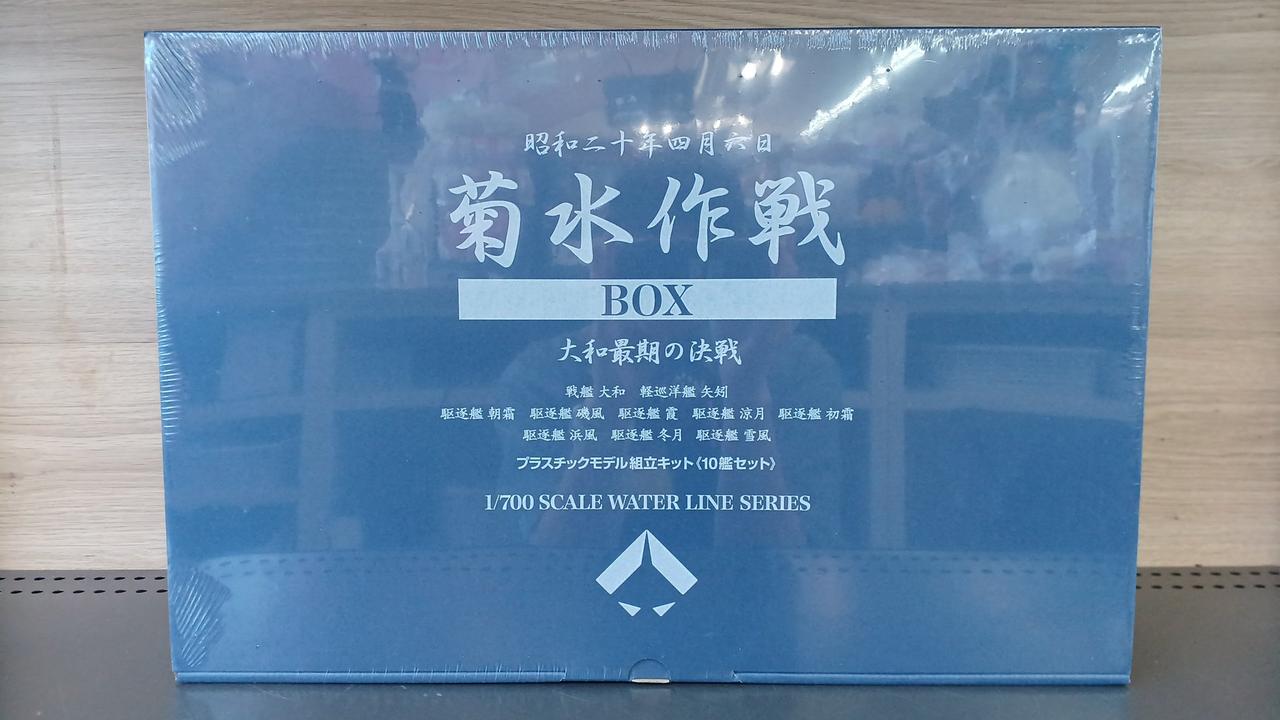 昭和二十年四月六日
菊水作戦
BOX
大和最期の決戦
戦艦 大和 軽巡洋艦 矢矧
駆逐艦 朝霜 駆逐艦 磯風 駆逐艦 霞 駆逐艦 涼月 駆逐艦 初霜
駆逐艦 浜風 駆逐艦 冬月 駆逐艦 雪風
プラスチックモデル組立キット《10艦セット》
1/700 SCALE WATER LINE SERIES